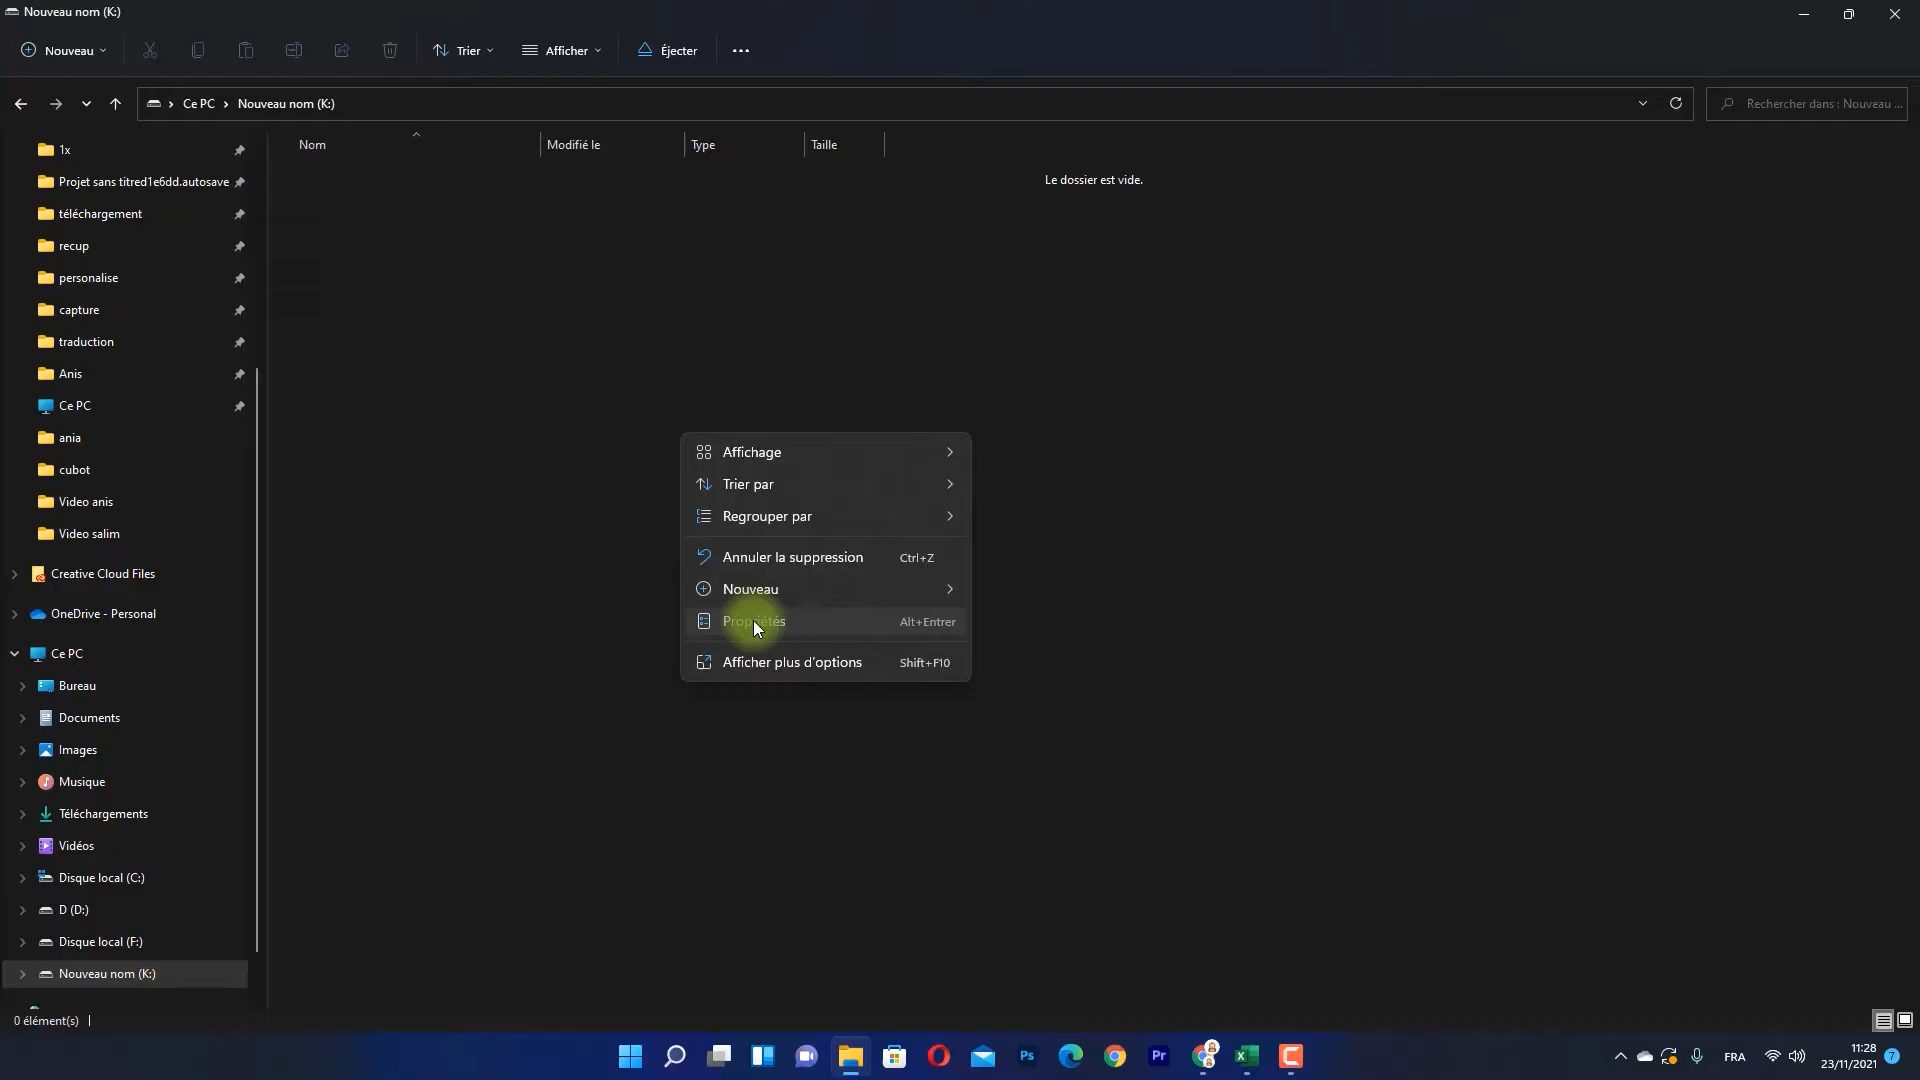 Nouveau nom (K:)
Nouveau
Trier
Afficher
Éjecter
Ce PC
Nouveau nom (K:)
Rechercher dans : Nouveau ...
Nom
Modifié le
Type
Taille
Le dossier est vide.
1x
Projet sans titred1e6dd.autosave
téléchargement
recup
personalise
capture
traduction
Anis
Ce PC
ania
cubot
Video anis
Video salim
Creative Cloud Files
OneDrive - Personal
Ce PC
Bureau
Documents
Images
Musique
Téléchargements
Vidéos
Disque local (C:)
D (D:)
Disque local (F:)
Nouveau nom (K:)
Affichage
Trier par
Regrouper par
Annuler la suppression Ctrl+Z
Nouveau
Propriétés Alt+Entrer
Afficher plus d'options Shift+F10
0 élément(s)
Ps
Pr
FRA
11:28
23/11/2021
7